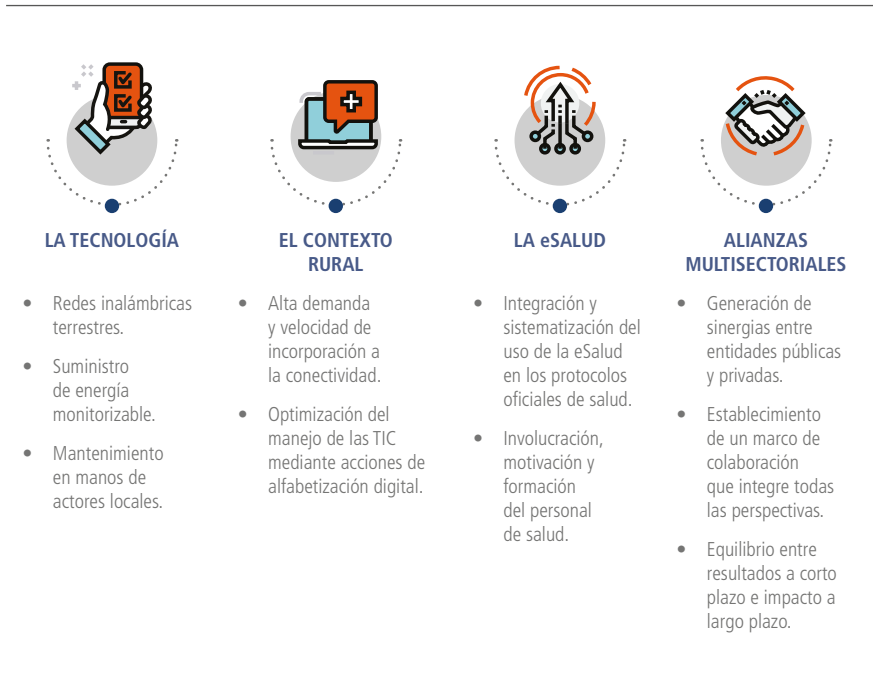 LA TECNOLOGÍA
• Redes inalámbricas
terrestres.
• Suministro
de energía
monitorizable.
• Mantenimiento
en manos de
actores locales.
EL CONTEXTO
RURAL
• Alta demanda
y velocidad de
incorporación a
la conectividad.
• Optimización del
manejo de las TIC
mediante acciones de
alfabetización digital.
LA eSALUD
• Integración y
sistematización del
uso de la eSalud
en los protocolos
oficiales de salud.
• Involucración,
motivación y
formación
del personal
de salud.
ALIANZAS
MULTISECTORIALES
• Generación de
sinergias entre
entidades públicas
y privadas.
• Establecimiento
de un marco de
colaboración
que integre todas
las perspectivas.
• Equilibrio entre
resultados a corto
plazo e impacto a
largo plazo.